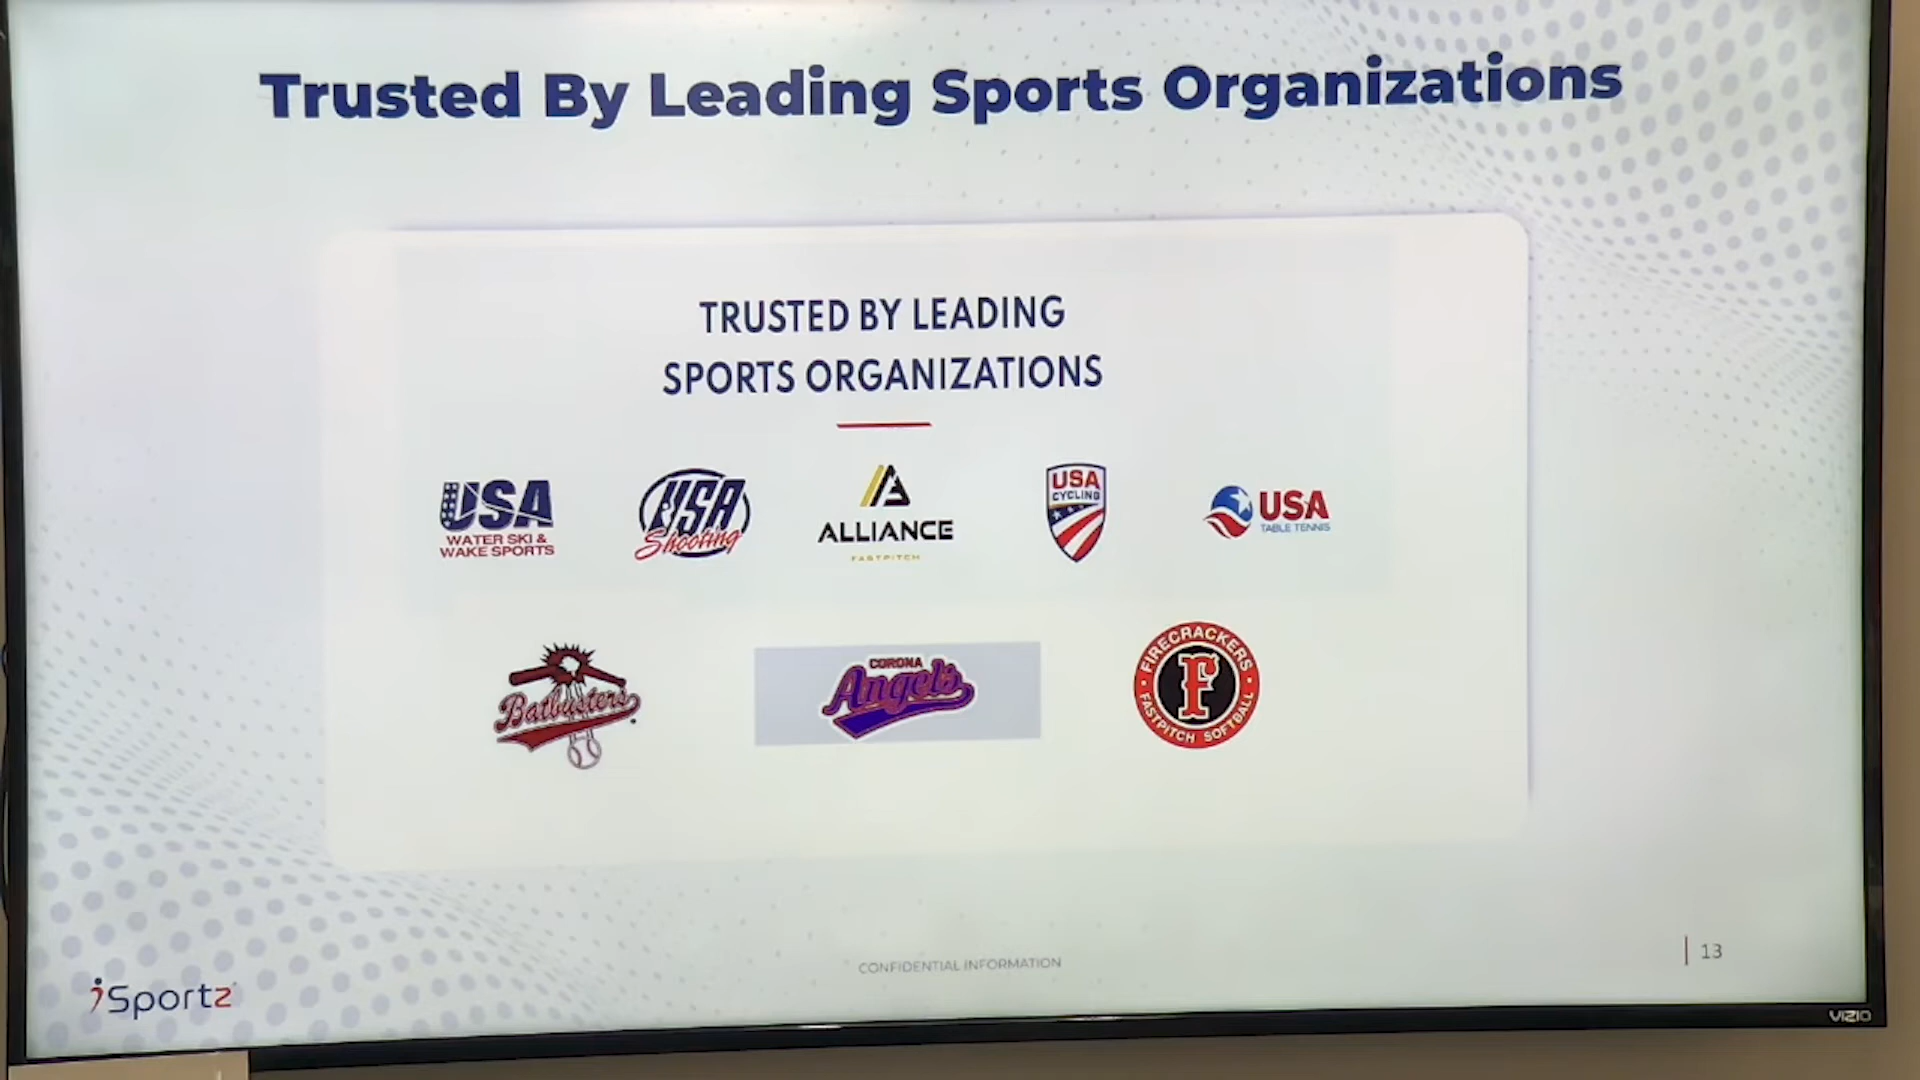 Trusted By Leading Sports Organizations
TRUSTED BY LEADING
SPORTS ORGANIZATIONS
USA
WATER SKI &
WAKE SPORTS
USA
Shooting
ALLIANCE
FASTPITCH
USA
CYCLING
USA
TABLE TENNIS
Batbusters
CORONA
Angels
FIRECRACKERS
F
FASTPITCH SOFTBALL
CONFIDENTIAL INFORMATION
13
iSportz
VIZIO